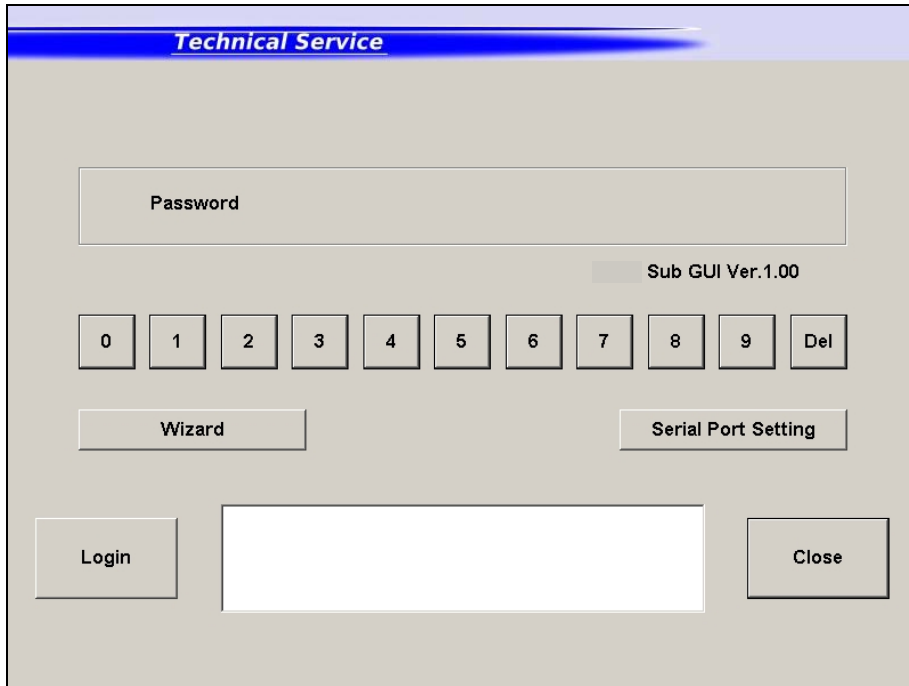 Technical Service
Password
Sub GUI Ver.1.00
0 1 2 3 4 5 6 7 8 9 Del
Wizard Serial Port Setting
Login Close